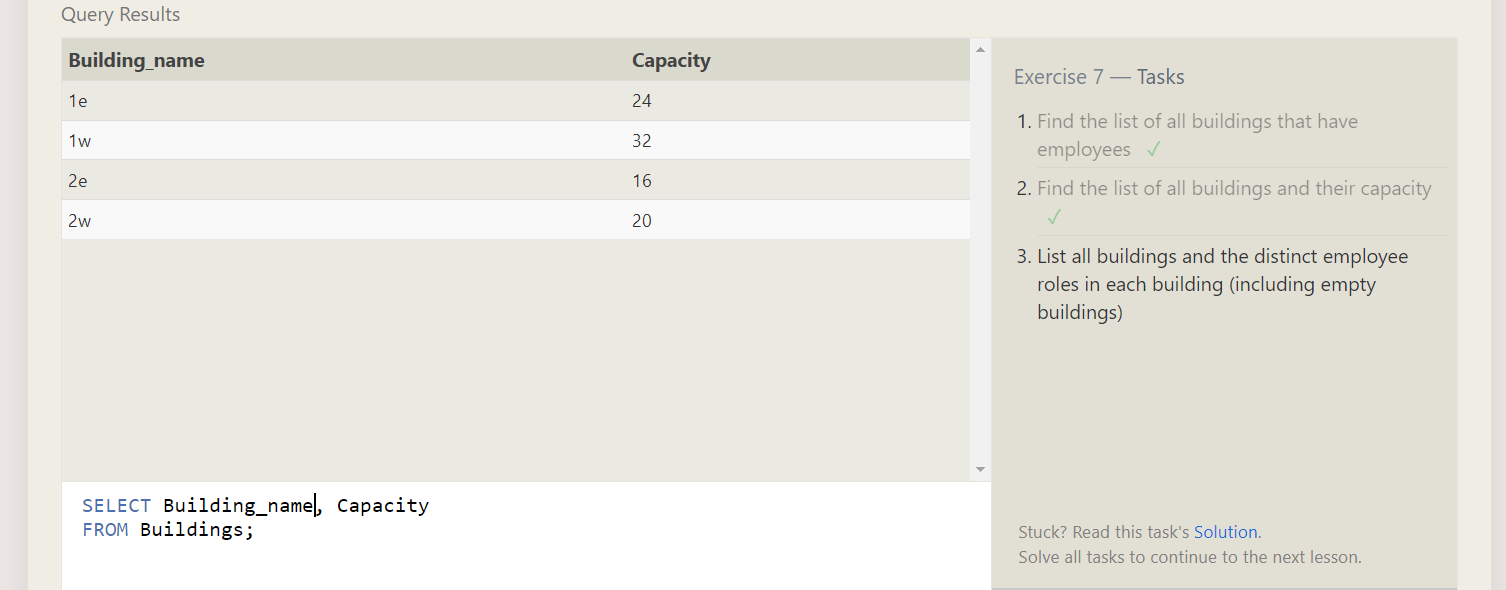 Query Results
Building_name Capacity
1e 24
1w 32
2e 16
2w 20
SELECT Building_name, Capacity
FROM Buildings;
Exercise 7 — Tasks
1. Find the list of all buildings that have
employees ✓
2. Find the list of all buildings and their capacity
✓
3. List all buildings and the distinct employee
roles in each building (including empty
buildings)
Stuck? Read this task's Solution.
Solve all tasks to continue to the next lesson.